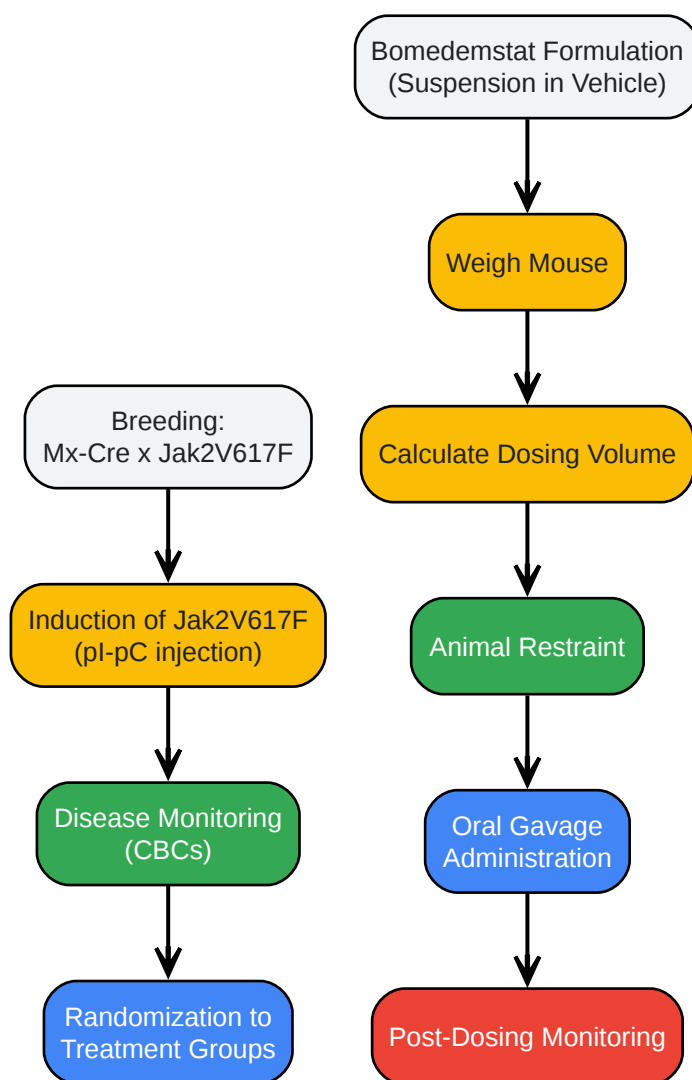 Bomedemstat Formulation
(Suspension in Vehicle)
Weigh Mouse
Calculate Dosing Volume
Animal Restraint
Oral Gavage
Administration
Post-Dosing Monitoring
Breeding:
Mx-Cre x Jak2V617F
Induction of Jak2V617F
(pI-pC injection)
Disease Monitoring
(CBCs)
Randomization to
Treatment Groups